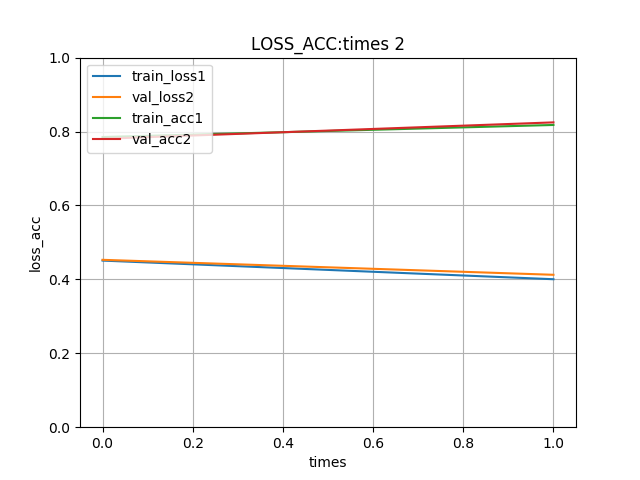 LOSS_ACC:times 2
train_loss1
val_loss2
train_acc1
val_acc2
loss_acc
1.0
0.8
0.6
0.4
0.2
0.0
0.0 0.2 0.4 0.6 0.8 1.0
times